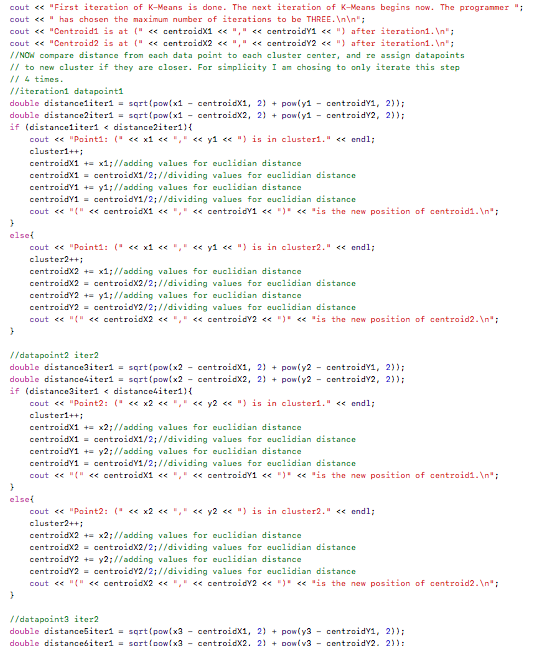 cout << "First iteration of K-Means is done. The next iteration of K-Means begins now. The programmer ";
cout << " has chosen the maximum number of iterations to be THREE.\n\n";
cout << "Centroid1 is at (" << centroidX1 << "," << centroidY1 << ") after iteration1.\n";
cout << "Centroid2 is at (" << centroidX2 << "," << centroidY2 << ") after iteration1.\n";
//NOW compare distance from each data point to each cluster center, and re assign datapoints
// to new cluster if they are closer. For simplicity I am chosing to only iterate this step
// 4 times.
//iteration1 datapoint1
double distance1iter1 = sqrt(pow(x1 - centroidX1, 2) + pow(y1 - centroidY1, 2));
double distance2iter1 = sqrt(pow(x1 - centroidX2, 2) + pow(y1 - centroidY2, 2));
if (distance1iter1 < distance2iter1){
cout << "Point1: (" << x1 << "," << y1 << ") is in cluster1." << endl;
cluster1++;
centroidX1 += x1;//adding values for euclidian distance
centroidX1 = centroidX1/2;//dividing values for euclidian distance
centroidY1 += y1;//adding values for euclidian distance
centroidY1 = centroidY1/2;//dividing values for euclidian distance
cout << "(" << centroidX1 << "," << centroidY1 << ")" << "is the new position of centroid1.\n";
}
else{
cout << "Point1: (" << x1 << "," << y1 << ") is in cluster2." << endl;
cluster2++;
centroidX2 += x1;//adding values for euclidian distance
centroidX2 = centroidX2/2;//dividing values for euclidian distance
centroidY2 += y1;//adding values for euclidian distance
centroidY2 = centroidY2/2;//dividing values for euclidian distance
cout << "(" << centroidX2 << "," << centroidY2 << ")" << "is the new position of centroid2.\n";
}
//datapoint2 iter2
double distance3iter1 = sqrt(pow(x2 - centroidX1, 2) + pow(y2 - centroidY1, 2));
double distance4iter1 = sqrt(pow(x2 - centroidX2, 2) + pow(y2 - centroidY2, 2));
if (distance3iter1 < distance4iter1){
cout << "Point2: (" << x2 << "," << y2 << ") is in cluster1." << endl;
cluster1++;
centroidX1 += x2;//adding values for euclidian distance
centroidX1 = centroidX1/2;//dividing values for euclidian distance
centroidY1 += y2;//adding values for euclidian distance
centroidY1 = centroidY1/2;//dividing values for euclidian distance
cout << "(" << centroidX1 << "," << centroidY1 << ")" << "is the new position of centroid1.\n";
}
else{
cout << "Point2: (" << x2 << "," << y2 << ") is in cluster2." << endl;
cluster2++;
centroidX2 += x2;//adding values for euclidian distance
centroidX2 = centroidX2/2;//dividing values for euclidian distance
centroidY2 += y2;//adding values for euclidian distance
centroidY2 = centroidY2/2;//dividing values for euclidian distance
cout << "(" << centroidX2 << "," << centroidY2 << ")" << "is the new position of centroid2.\n";
}
//datapoint3 iter2
double distance5iter1 = sqrt(pow(x3 - centroidX1, 2) + pow(y3 - centroidY1, 2));
double distance6iter1 = sqrt(pow(x3 - centroidX2, 2) + pow(y3 - centroidY2, 2));